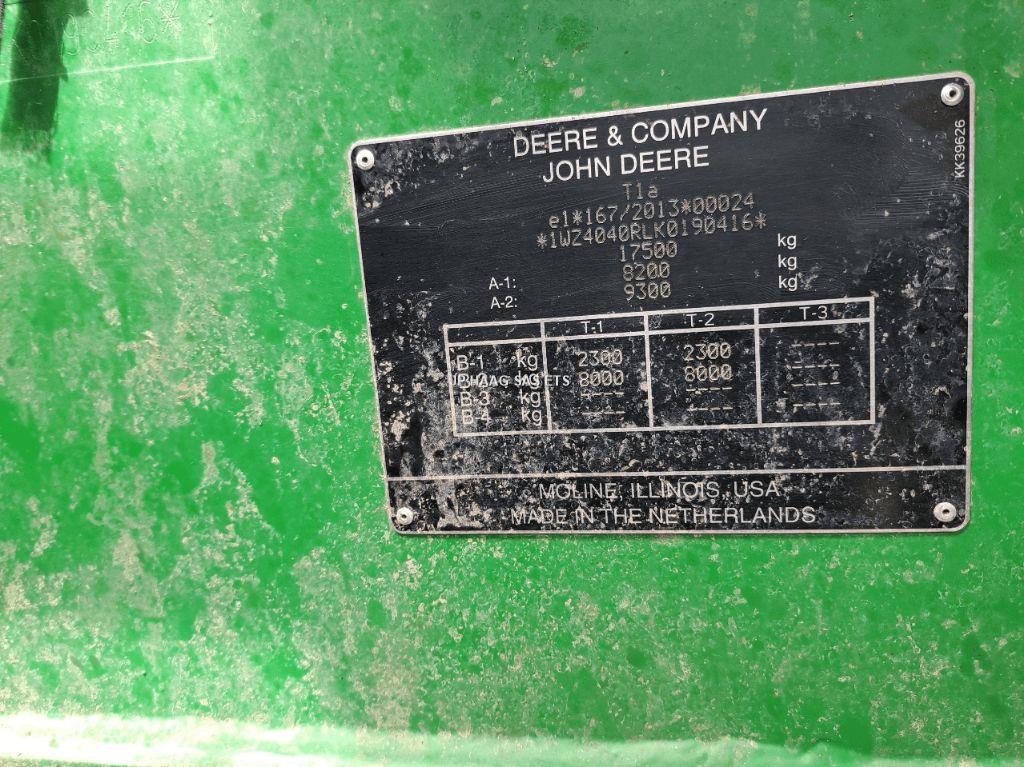 0416*
DEERE & COMPANY
JOHN DEERE
KK39626
T1a
e1*167/2013*00024
*1WZ4040RLK0190416*
17500 kg
A-1: 8200 kg
A-2: 9300 kg
T-1 T-2 T-3
B-1 kg 2300 2300 ----
kg 8000 8000 ----
B-3 kg ---- ---- ----
B-4 kg ---- ---- ----
MOLINE, ILLINOIS, USA
MADE IN THE NETHERLANDS